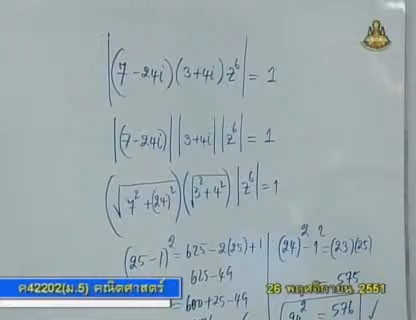 |(7-24i)(3+4i)z⁶| = 1
|(7-24i)| |3+4i| |z⁶| = 1
(√(7²+(24)²))(√(3²+4²)) |z⁶| = 1
(25-1)² = 625-2(25)+1
625-49
= 600+25-49
(24)²-1² = (23)(25)
= 575
24² = 576 ✓
ค42202(ม.5) คณิตศาสตร์
26 พฤศจิกายน 2551